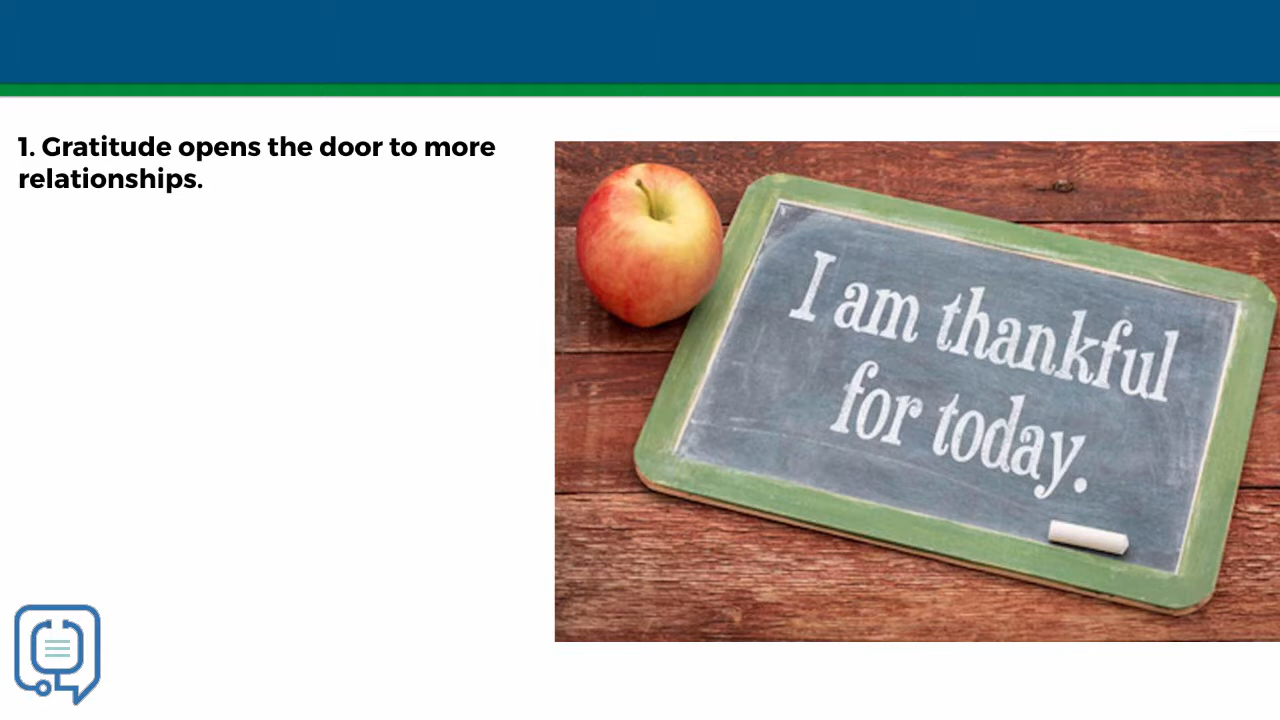 1. Gratitude opens the door to more
relationships.
I am thankful
for today.